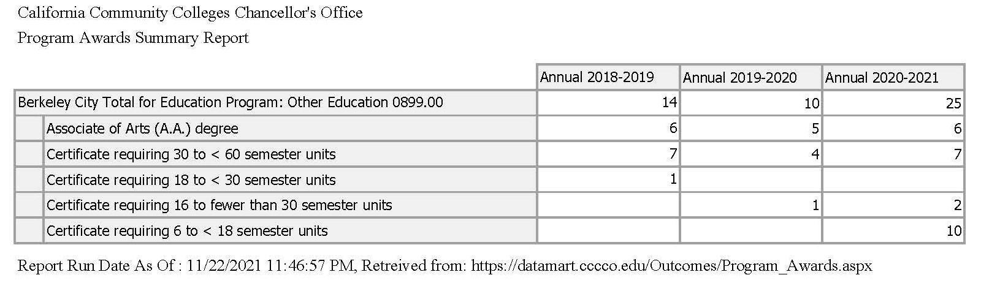 California Community Colleges Chancellor's Office
Program Awards Summary Report
Annual 2018-2019 Annual 2019-2020 Annual 2020-2021
Berkeley City Total for Education Program: Other Education 0899.00 14 10 25
Associate of Arts (A.A.) degree 6 5 6
Certificate requiring 30 to < 60 semester units 7 4 7
Certificate requiring 18 to < 30 semester units 1
Certificate requiring 16 to fewer than 30 semester units 1 2
Certificate requiring 6 to < 18 semester units 10
Report Run Date As Of : 11/22/2021 11:46:57 PM, Retreived from: https://datamart.cccco.edu/Outcomes/Program_Awards.aspx